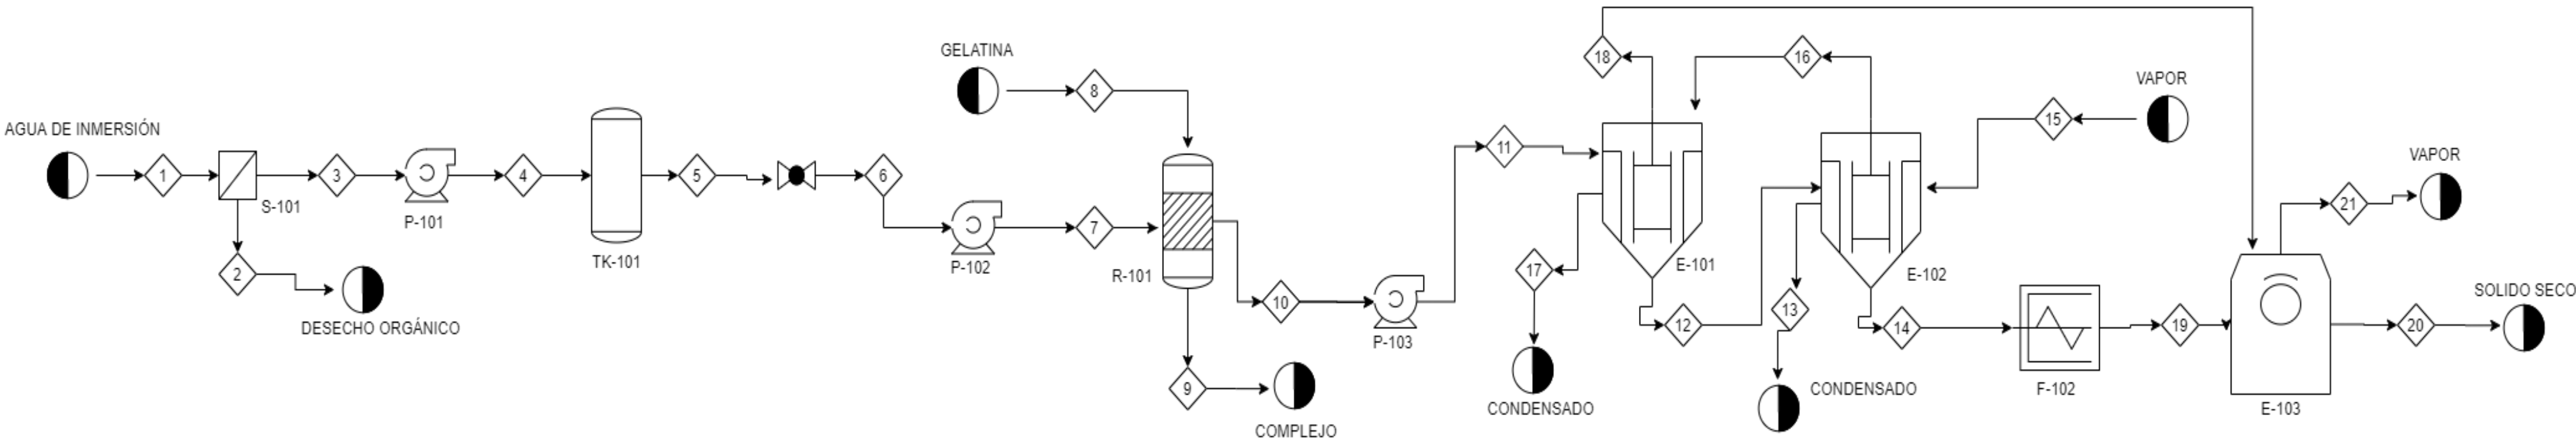 AGUA DE INMERSIÓN
1
S-101
2
DESECHO ORGÁNICO
3
P-101
4
TK-101
5
6
P-102
7
GELATINA
8
R-101
9
COMPLEJO
10
P-103
11
E-101
12
17
CONDENSADO
18
16
E-102
13
CONDENSADO
14
VAPOR
15
F-102
19
E-103
VAPOR
21
SOLIDO SECO
20